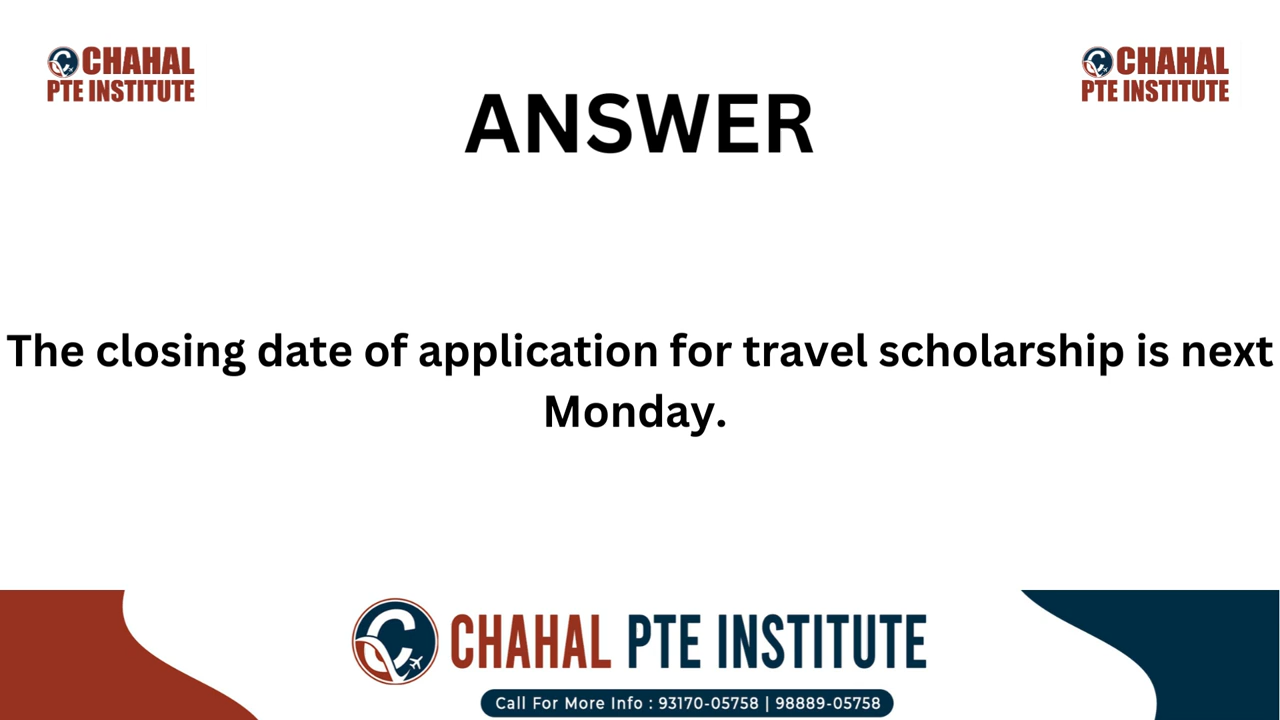 CHAHAL
PTE INSTITUTE
CHAHAL
PTE INSTITUTE
ANSWER
The closing date of application for travel scholarship is next
Monday.
CHAHAL PTE INSTITUTE
Call For More Info : 93170-05758 | 98889-05758